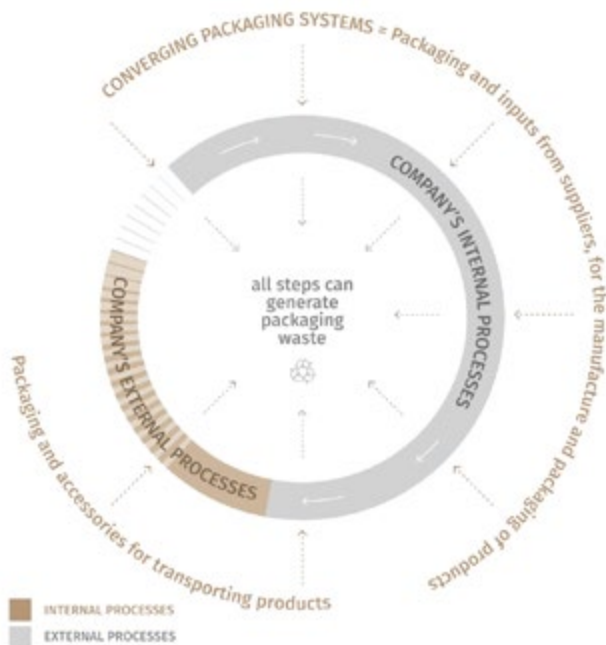 CONVERGING PACKAGING SYSTEMS = Packaging and inputs from suppliers, for the manufacture and packaging of products
COMPANY'S INTERNAL PROCESSES
all steps can
generate
packaging
waste
COMPANY'S EXTERNAL PROCESSES
Packaging and accessories for transporting products
INTERNAL PROCESSES
EXTERNAL PROCESSES